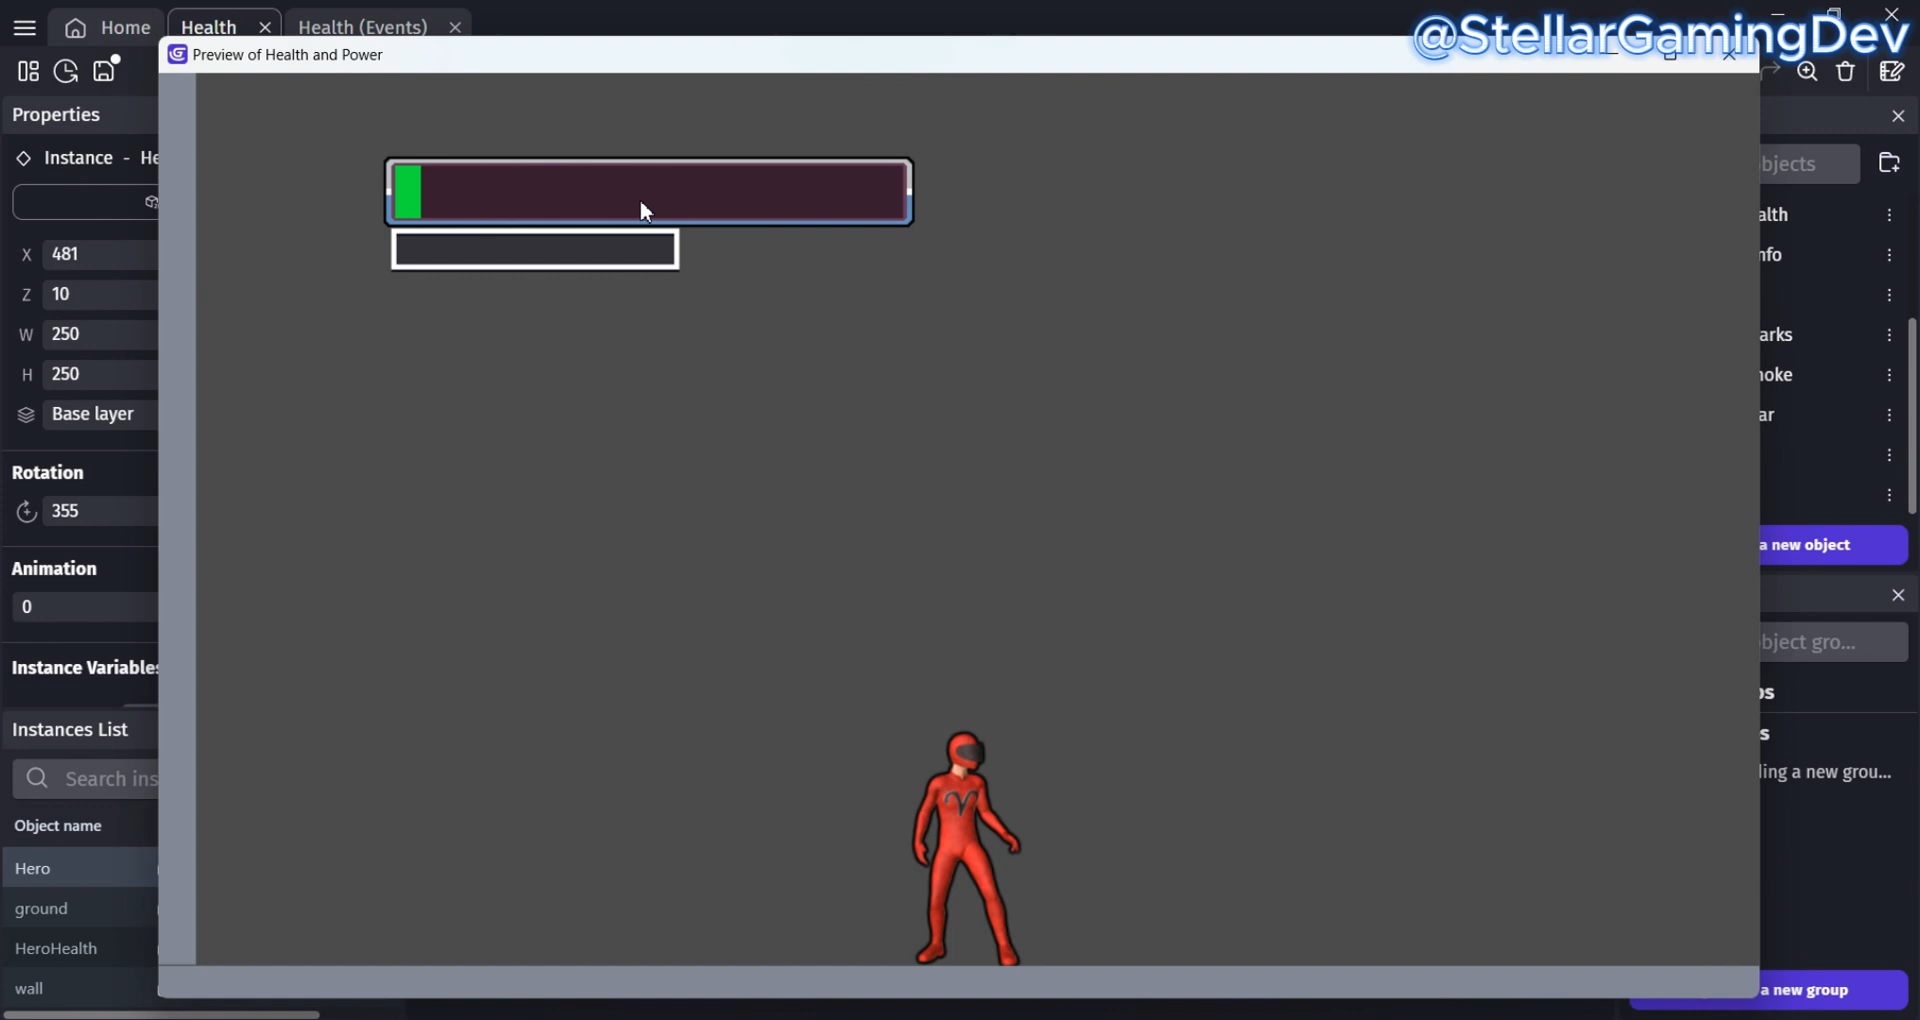 Home
Health
Health (Events)
@StellarGamingDev
Preview of Health and Power
Properties
Instance - He
X 481
Z 10
W 250
H 250
Base layer
Rotation
355
Animation
0
Instance Variables
Instances List
Search ins
Object name
Hero
ground
HeroHealth
wall
bjects
alth
nfo
arks
noke
ar
a new object
bject gro...
ps
s
ling a new grou...
a new group